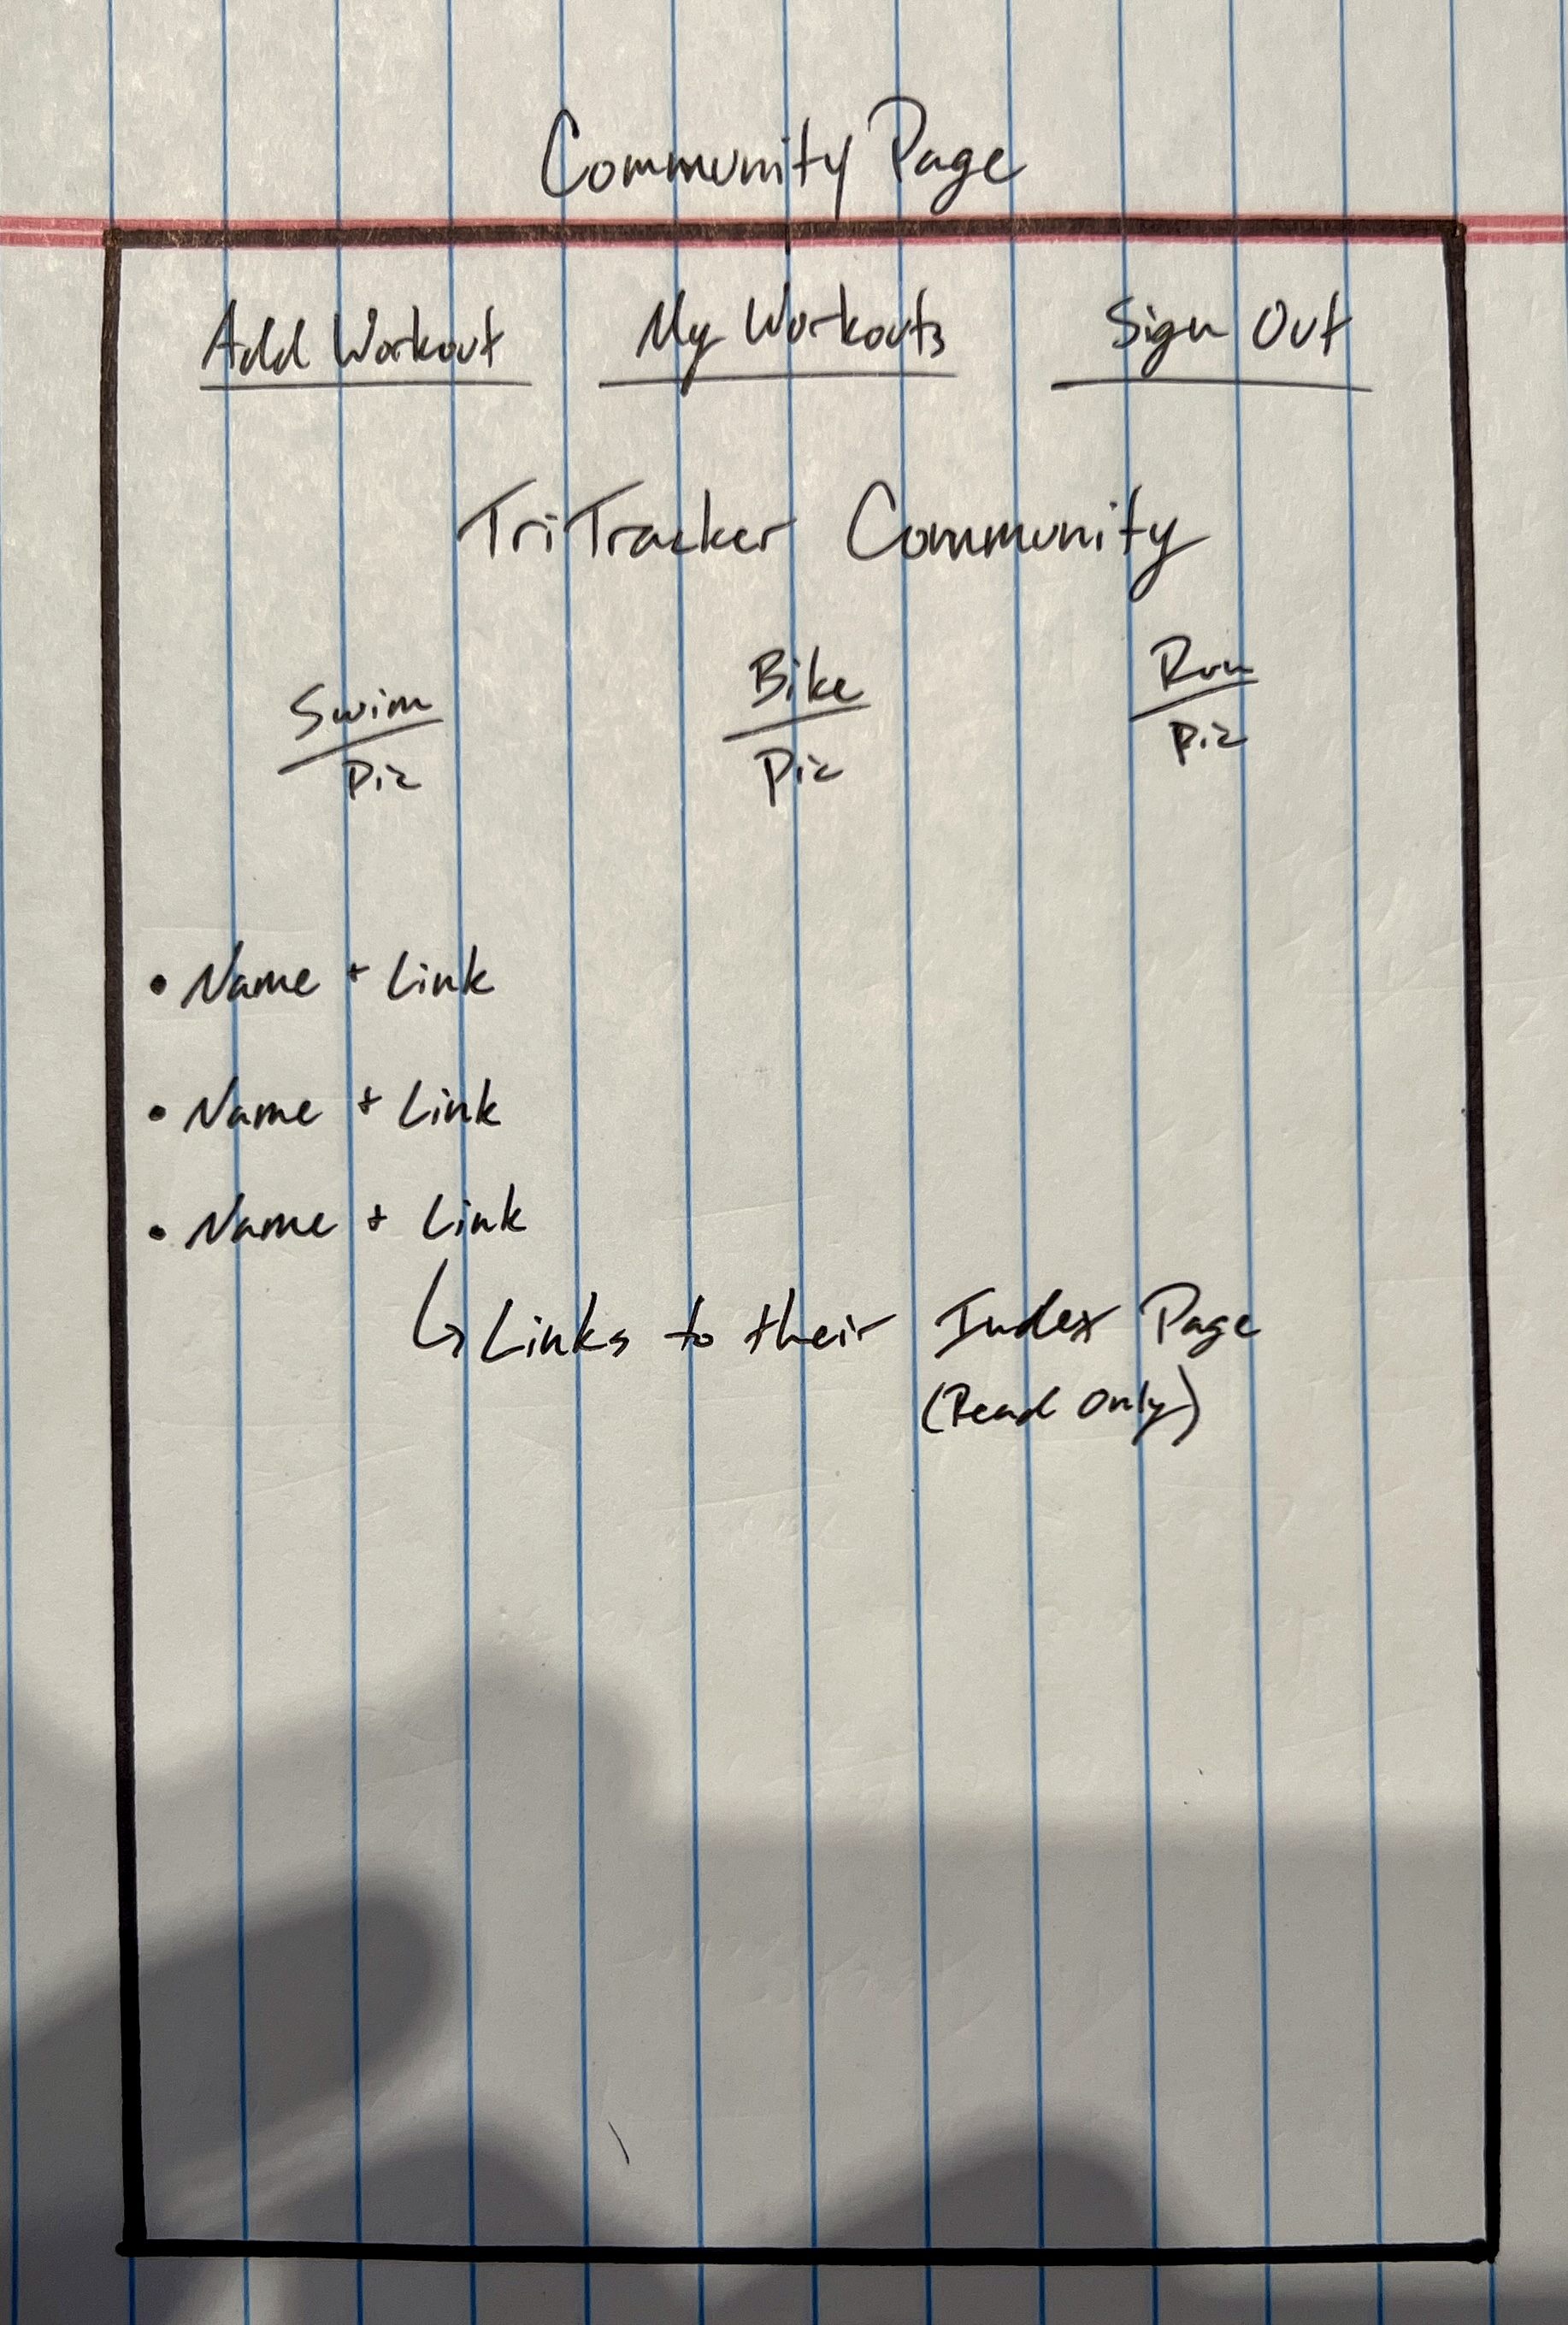 Community Page
Add Workout My Workouts Sign Out
TriTracker Community
Swim Bike Run
Pic Pic Pic
• Name + Link
• Name + Link
• Name + Link
↳ Links to their Index Page
(Read Only)